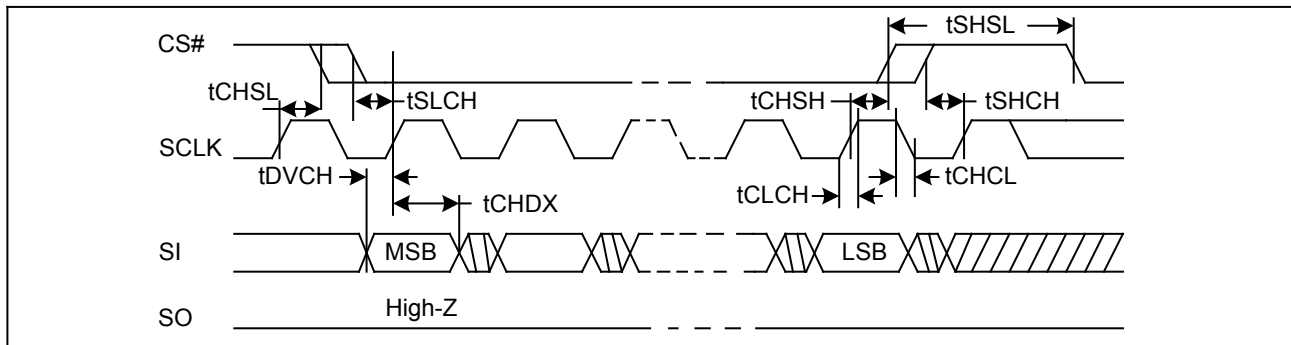 tSHSL
CS#
tCHSL
tSLCH
tCHSH
tSHCH
SCLK
tDVCH
tCHDX
tCLCH
tCHCL
SI
MSB
LSB
High-Z
SO